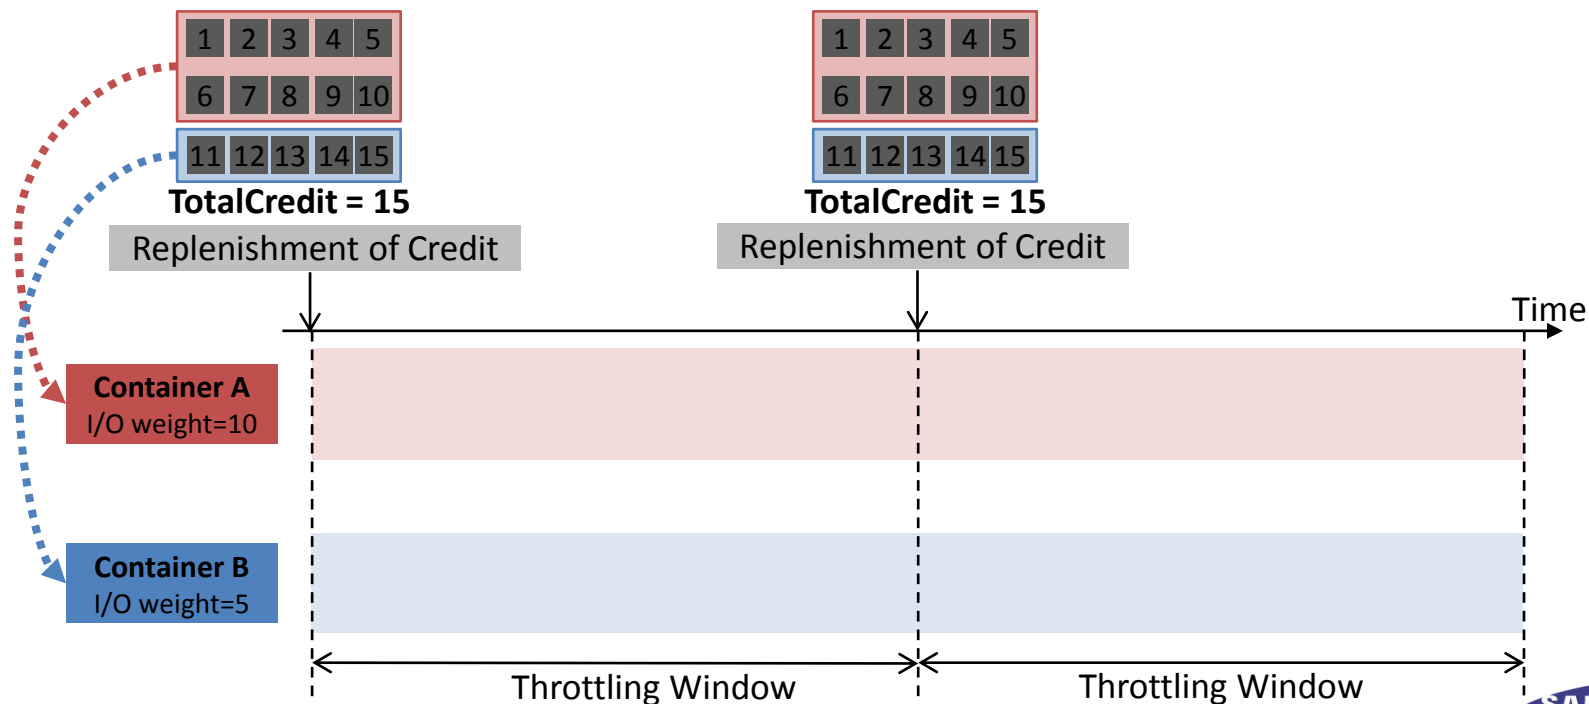 1 2 3 4 5
6 7 8 9 10
11 12 13 14 15
TotalCredit = 15
Replenishment of Credit
1 2 3 4 5
6 7 8 9 10
11 12 13 14 15
TotalCredit = 15
Replenishment of Credit
Time
Container A
I/O weight=10
Container B
I/O weight=5
Throttling Window
Throttling Window